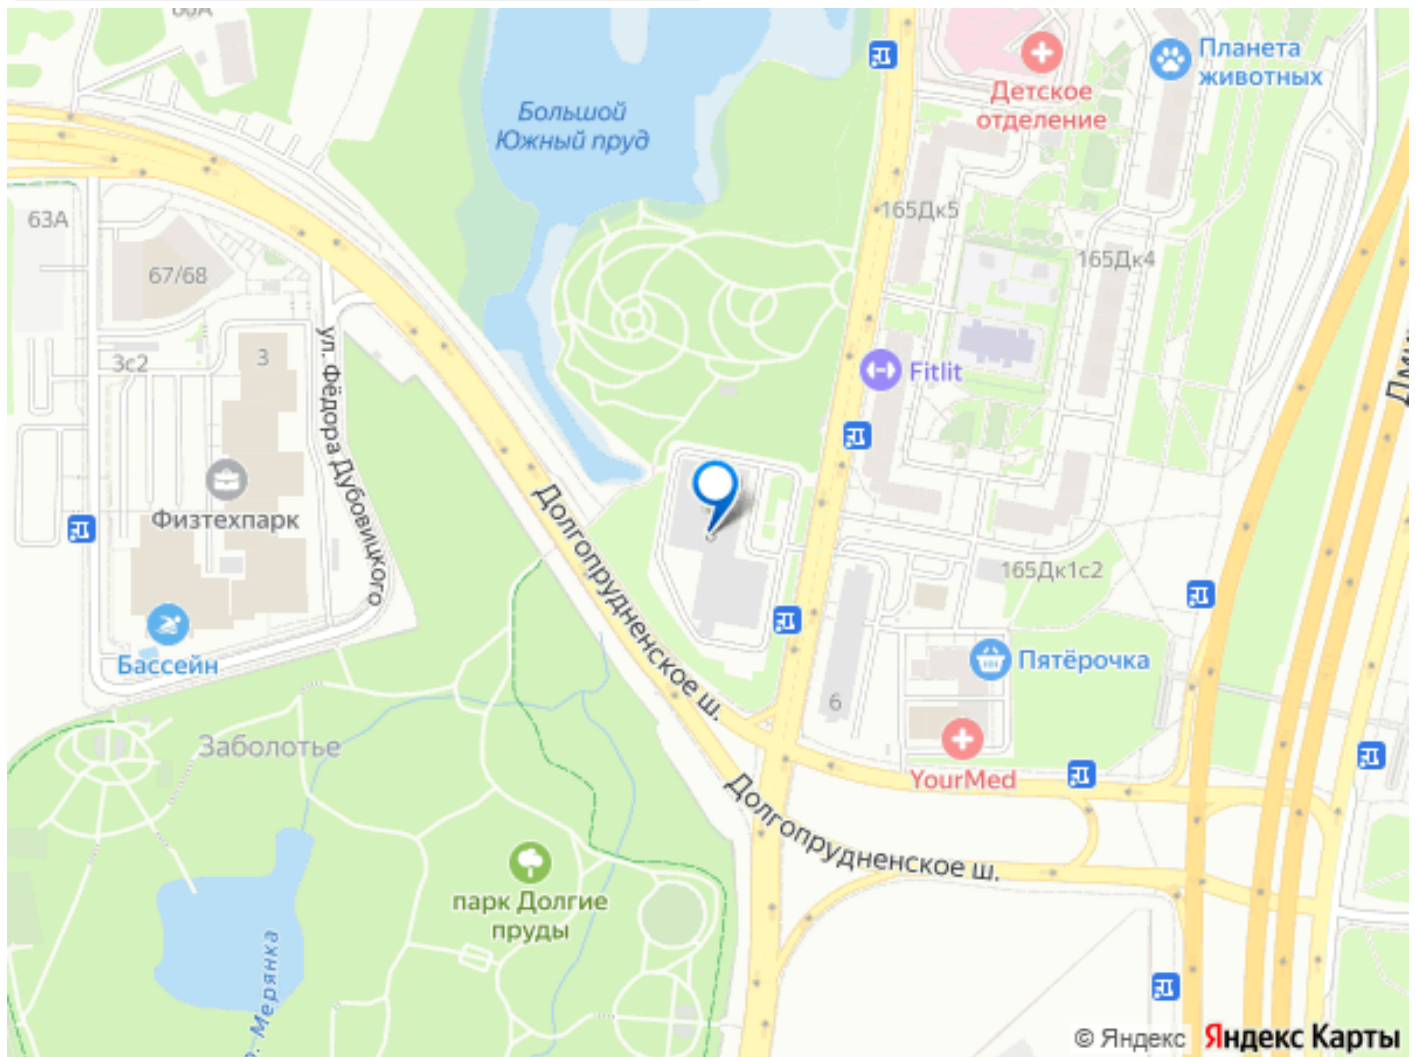 Большой
Южный пруд
Детское
отделение
Планета
животных
63А
67/68
165Дк5
165Дк4
3с2
3
ул. Фёдора Дубовицкого
Fitlit
Физтехпарк
Долгопрудненское ш.
165Дк1с2
Бассейн
Пятёрочка
6
Заболотье
YourMed
Долгопрудненское ш.
парк Долгие
пруды
Мерянка
© Яндекс
Яндекс Карты